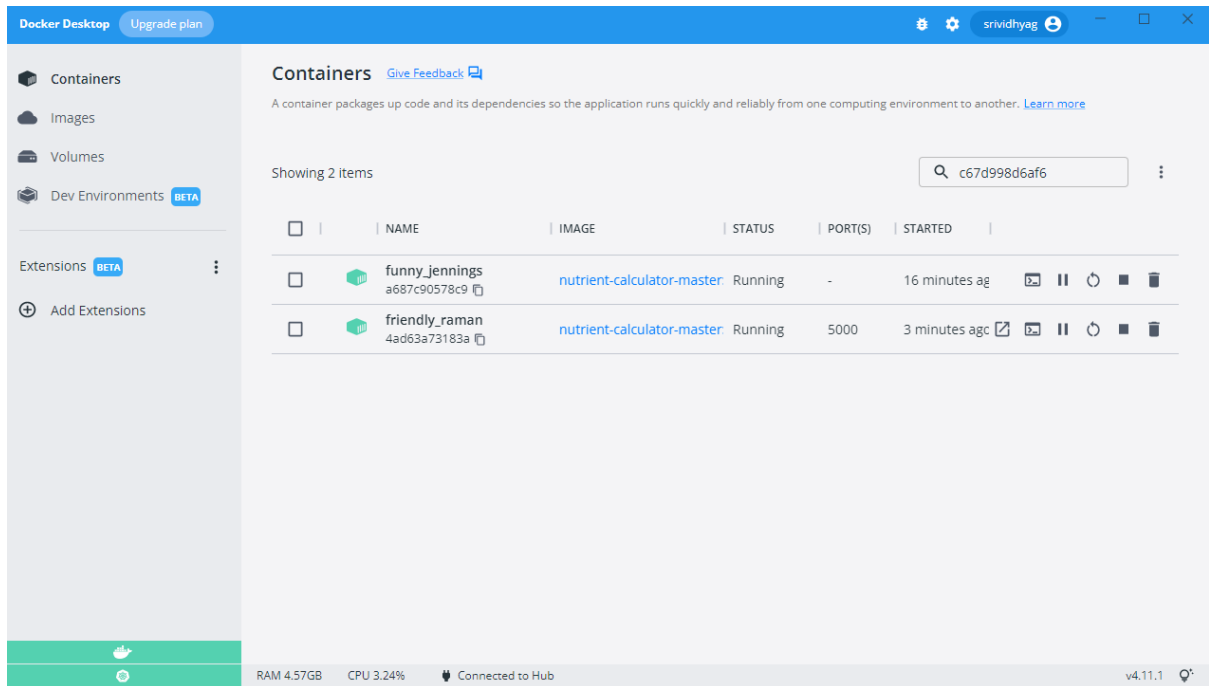 Docker Desktop Upgrade plan srividhyag
Containers
Images
Volumes
Dev Environments BETA
Extensions BETA
Add Extensions
Containers Give Feedback
A container packages up code and its dependencies so the application runs quickly and reliably from one computing environment to another. Learn more
Showing 2 items c67d998d6af6
NAME IMAGE STATUS PORT(S) STARTED
funny_jennings
a687c90578c9
nutrient-calculator-master: Running - 16 minutes ag
friendly_raman
4ad63a73183a
nutrient-calculator-master: Running 5000 3 minutes ago
RAM 4.57GB CPU 3.24% Connected to Hub v4.11.1